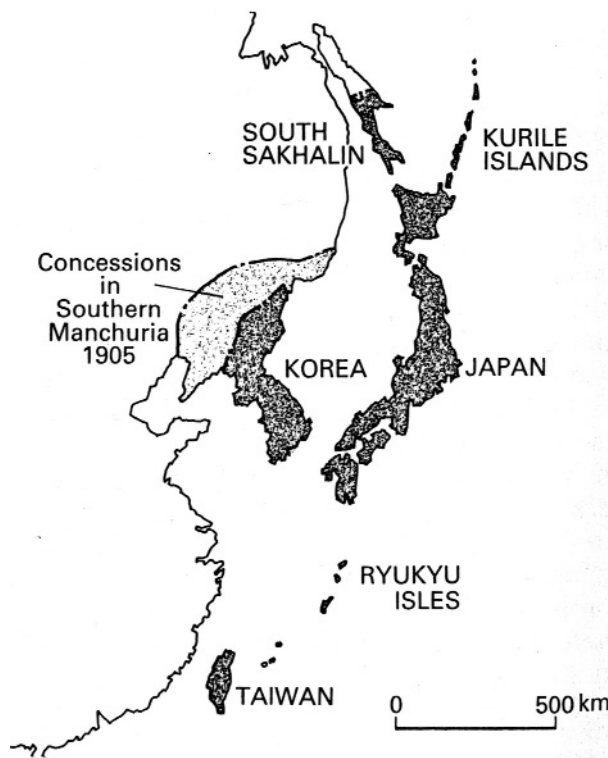 SOUTH
SAKHALIN
KURILE
ISLANDS
Concessions
in
Southern
Manchuria
1905
KOREA
JAPAN
RYUKYU
ISLES
TAIWAN
0 500 km